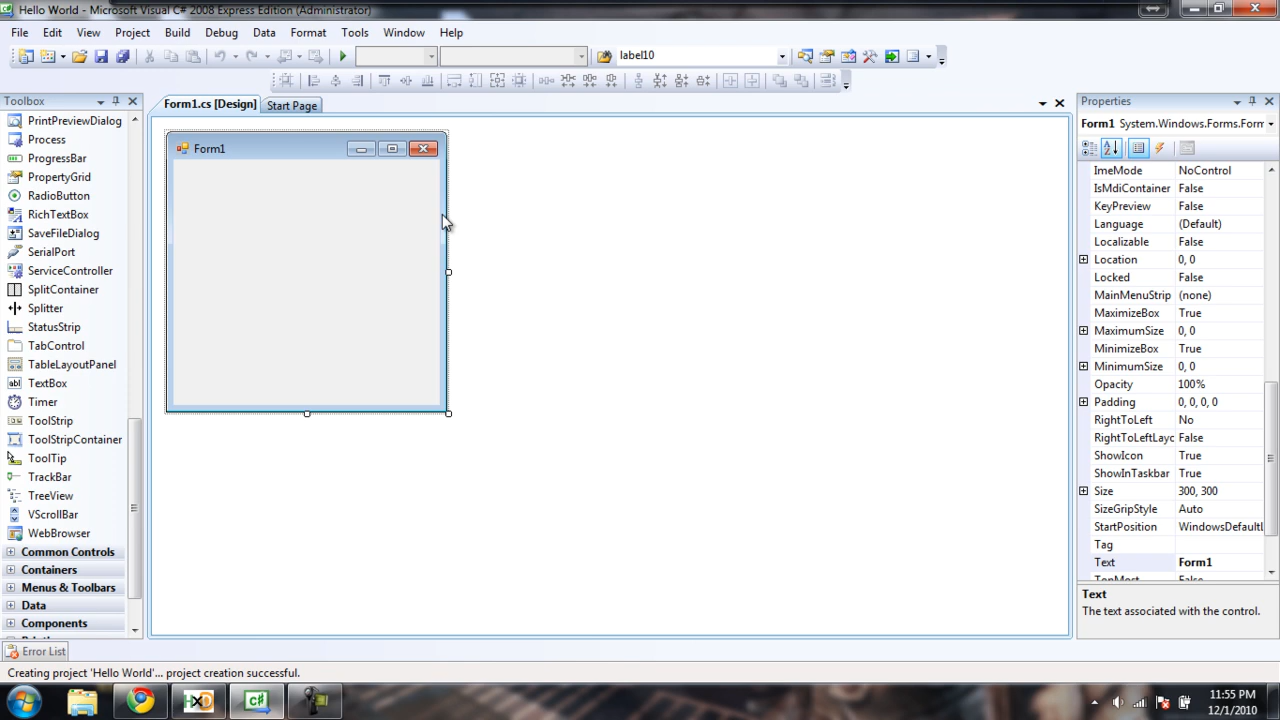 Hello World - Microsoft Visual C# 2008 Express Edition (Administrator)
File Edit View Project Build Debug Data Format Tools Window Help
label10
Toolbox
Form1.cs [Design] Start Page
Properties
PrintPreviewDialog
Process
ProgressBar
PropertyGrid
RadioButton
RichTextBox
SaveFileDialog
SerialPort
ServiceController
SplitContainer
Splitter
StatusStrip
TabControl
TableLayoutPanel
TextBox
Timer
ToolStrip
ToolStripContainer
ToolTip
TrackBar
TreeView
VScrollBar
WebBrowser
Common Controls
Containers
Menus & Toolbars
Data
Components
Form1
Form1 System.Windows.Forms.Form
ImeMode NoControl
IsMdiContainer False
KeyPreview False
Language (Default)
Localizable False
Location 0, 0
Locked False
MainMenuStrip (none)
MaximizeBox True
MaximumSize 0, 0
MinimizeBox True
MinimumSize 0, 0
Opacity 100%
Padding 0, 0, 0, 0
RightToLeft No
RightToLeftLayc False
ShowIcon True
ShowInTaskbar True
Size 300, 300
SizeGripStyle Auto
StartPosition WindowsDefaultL
Tag
Text Form1
TopMost False
Text
The text associated with the control.
Error List
Creating project 'Hello World'... project creation successful.
11:55 PM
12/1/2010